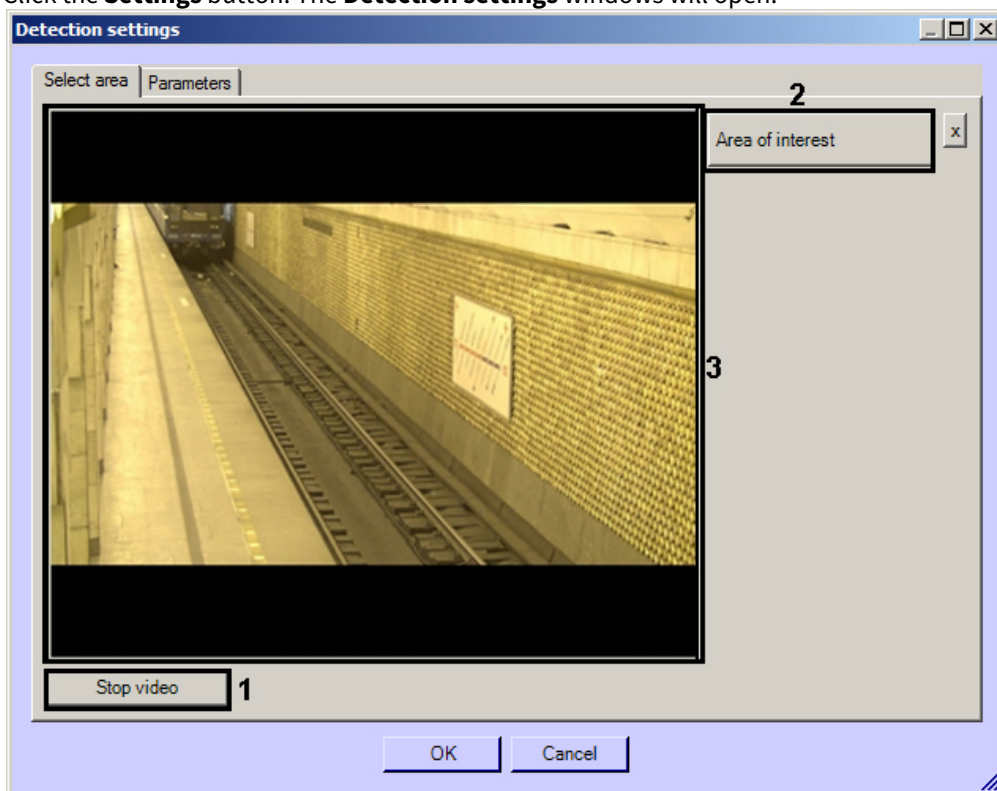 Click the Settings button. The Detection settings windows will open.
Detection settings
Select area Parameters
2
Area of interest x
3
Stop video 1
OK Cancel